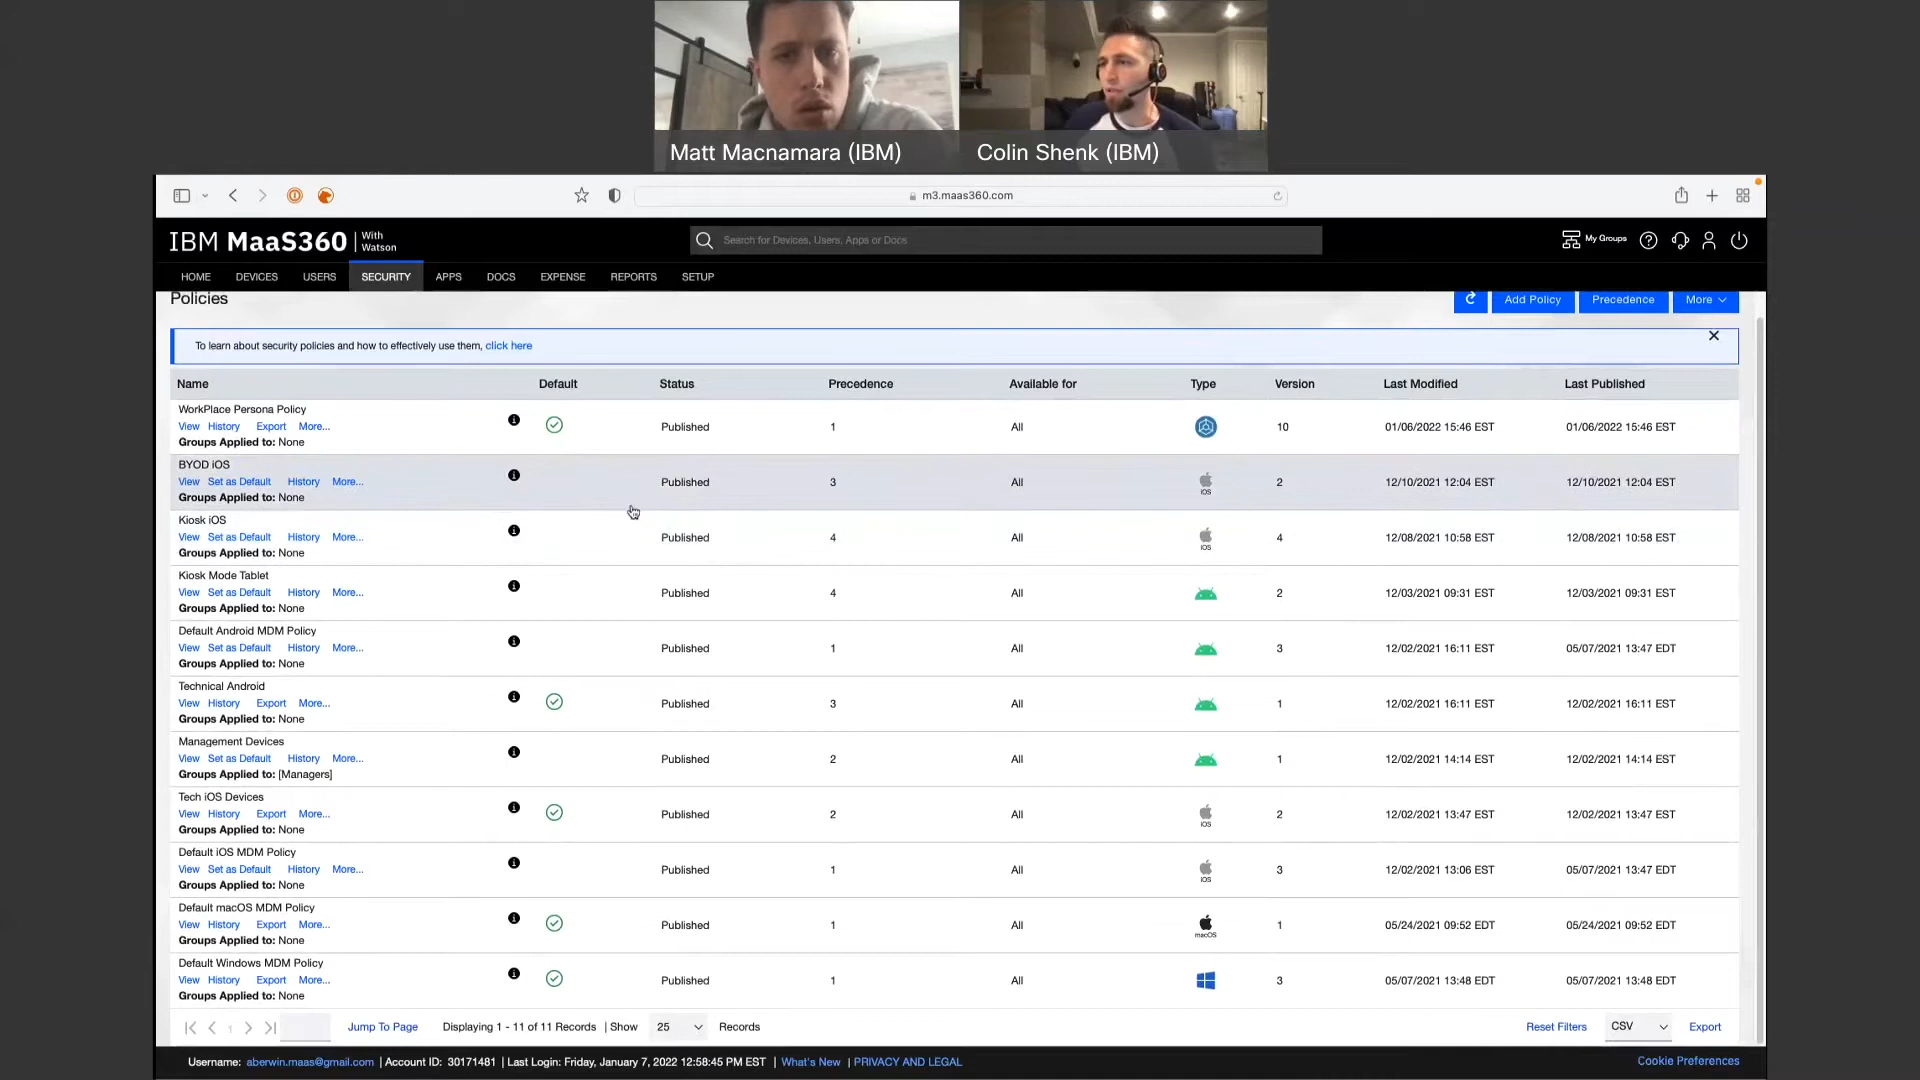 Matt Macnamara (IBM)
Colin Shenk (IBM)
m3.maas360.com
IBM MaaS360 | With Watson
Search for Devices, Users, Apps or Docs
My Groups
HOME DEVICES USERS SECURITY APPS DOCS EXPENSE REPORTS SETUP
Policies
Add Policy Precedence More
To learn about security policies and how to effectively use them, click here
Name Default Status Precedence Available for Type Version Last Modified Last Published
WorkPlace Persona Policy
View History Export More...
Groups Applied to: None
Published 1 All 10 01/06/2022 15:46 EST 01/06/2022 15:46 EST
BYOD iOS
View Set as Default History More...
Groups Applied to: None
Published 3 All iOS 2 12/10/2021 12:04 EST 12/10/2021 12:04 EST
Kiosk iOS
View Set as Default History More...
Groups Applied to: None
Published 4 All iOS 4 12/08/2021 10:58 EST 12/08/2021 10:58 EST
Kiosk Mode Tablet
View Set as Default History More...
Groups Applied to: None
Published 4 All 2 12/03/2021 09:31 EST 12/03/2021 09:31 EST
Default Android MDM Policy
View Set as Default History More...
Groups Applied to: None
Published 1 All 3 12/02/2021 16:11 EST 05/07/2021 13:47 EDT
Technical Android
View History Export More...
Groups Applied to: None
Published 3 All 1 12/02/2021 16:11 EST 12/02/2021 16:11 EST
Management Devices
View Set as Default History More...
Groups Applied to: [Managers]
Published 2 All 1 12/02/2021 14:14 EST 12/02/2021 14:14 EST
Tech iOS Devices
View History Export More...
Groups Applied to: None
Published 2 All iOS 2 12/02/2021 13:47 EST 12/02/2021 13:47 EST
Default iOS MDM Policy
View Set as Default History More...
Groups Applied to: None
Published 1 All iOS 3 12/02/2021 13:06 EST 05/07/2021 13:47 EDT
Default macOS MDM Policy
View History Export More...
Groups Applied to: None
Published 1 All macOS 1 05/24/2021 09:52 EDT 05/24/2021 09:52 EDT
Default Windows MDM Policy
View History Export More...
Groups Applied to: None
Published 1 All 3 05/07/2021 13:48 EDT 05/07/2021 13:48 EDT
1 Jump To Page Displaying 1 - 11 of 11 Records | Show 25 Records Reset Filters CSV Export
Username: aberwin.maas@gmail.com | Account ID: 30171481 | Last Login: Friday, January 7, 2022 12:58:45 PM EST | What's New | PRIVACY AND LEGAL Cookie Preferences